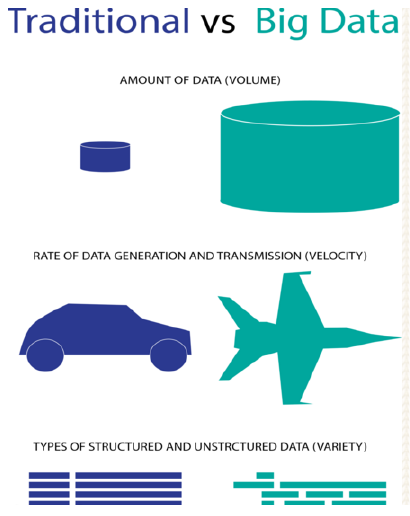 Traditional vs Big Data
AMOUNT OF DATA (VOLUME)
RATE OF DATA GENERATION AND TRANSMISSION (VELOCITY)
TYPES OF STRUCTURED AND UNSTRCTURED DATA (VARIETY)